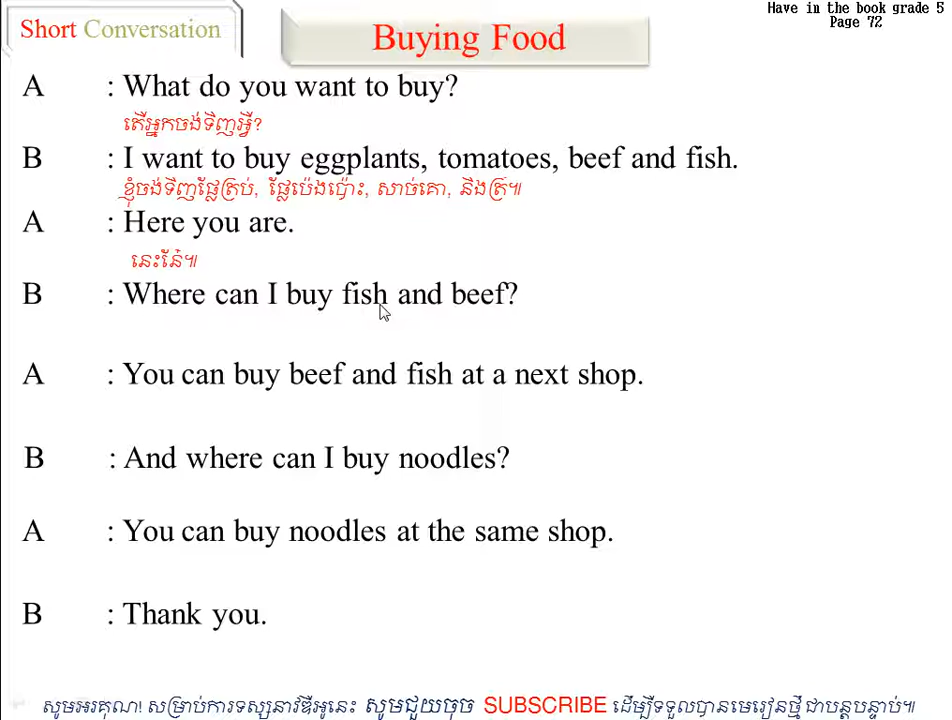 Have in the book grade 5
Page 72
Short Conversation
Buying Food
A : What do you want to buy?
តើអ្នកចង់ទិញអ្វី?
B : I want to buy eggplants, tomatoes, beef and fish.
ខ្ញុំចង់ទិញផ្លែត្រប់, ផ្លែប៉េងប៉ោះ, សាច់គោ, និងត្រី៕
A : Here you are.
នេះន៎ែ៕
B : Where can I buy fish and beef?
A : You can buy beef and fish at a next shop.
B : And where can I buy noodles?
A : You can buy noodles at the same shop.
B : Thank you.
សូមអរគុណ! សម្រាប់ការទស្សនាវីឌីអូនេះ សូមជួយចុច SUBSCRIBE ដើម្បីទទួលបានមេរៀនថ្មី ជាបន្តបន្ទាប់៕